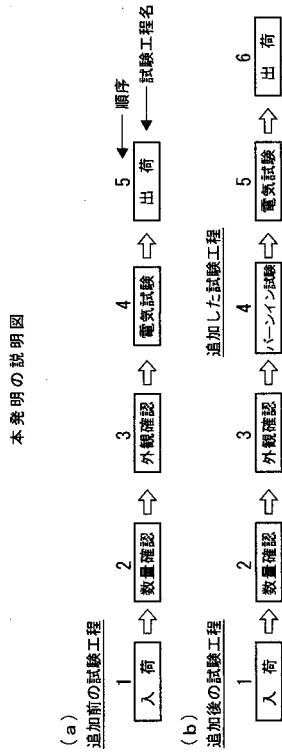 本発明の説明図
(a)
追加前の試験工程
順序
試験工程名
1 2 3 4 5
入荷 数量確認 外観確認 電気試験 出荷
(b)
追加後の試験工程
追加した試験工程
1 2 3 4 5 6
入荷 数量確認 外観確認 バーンイン試験 電気試験 出荷